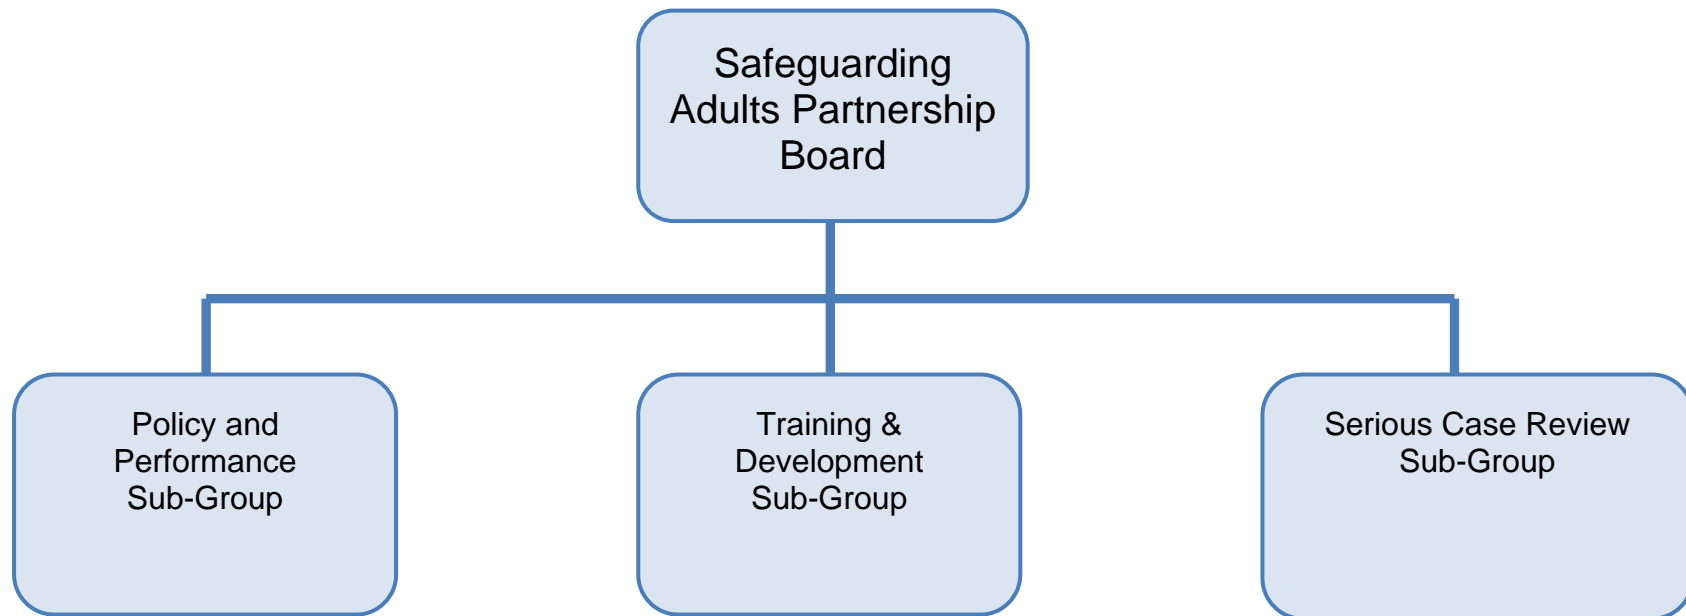 Safeguarding
Adults Partnership
Board
Policy and
Performance
Sub-Group
Training &
Development
Sub-Group
Serious Case Review
Sub-Group